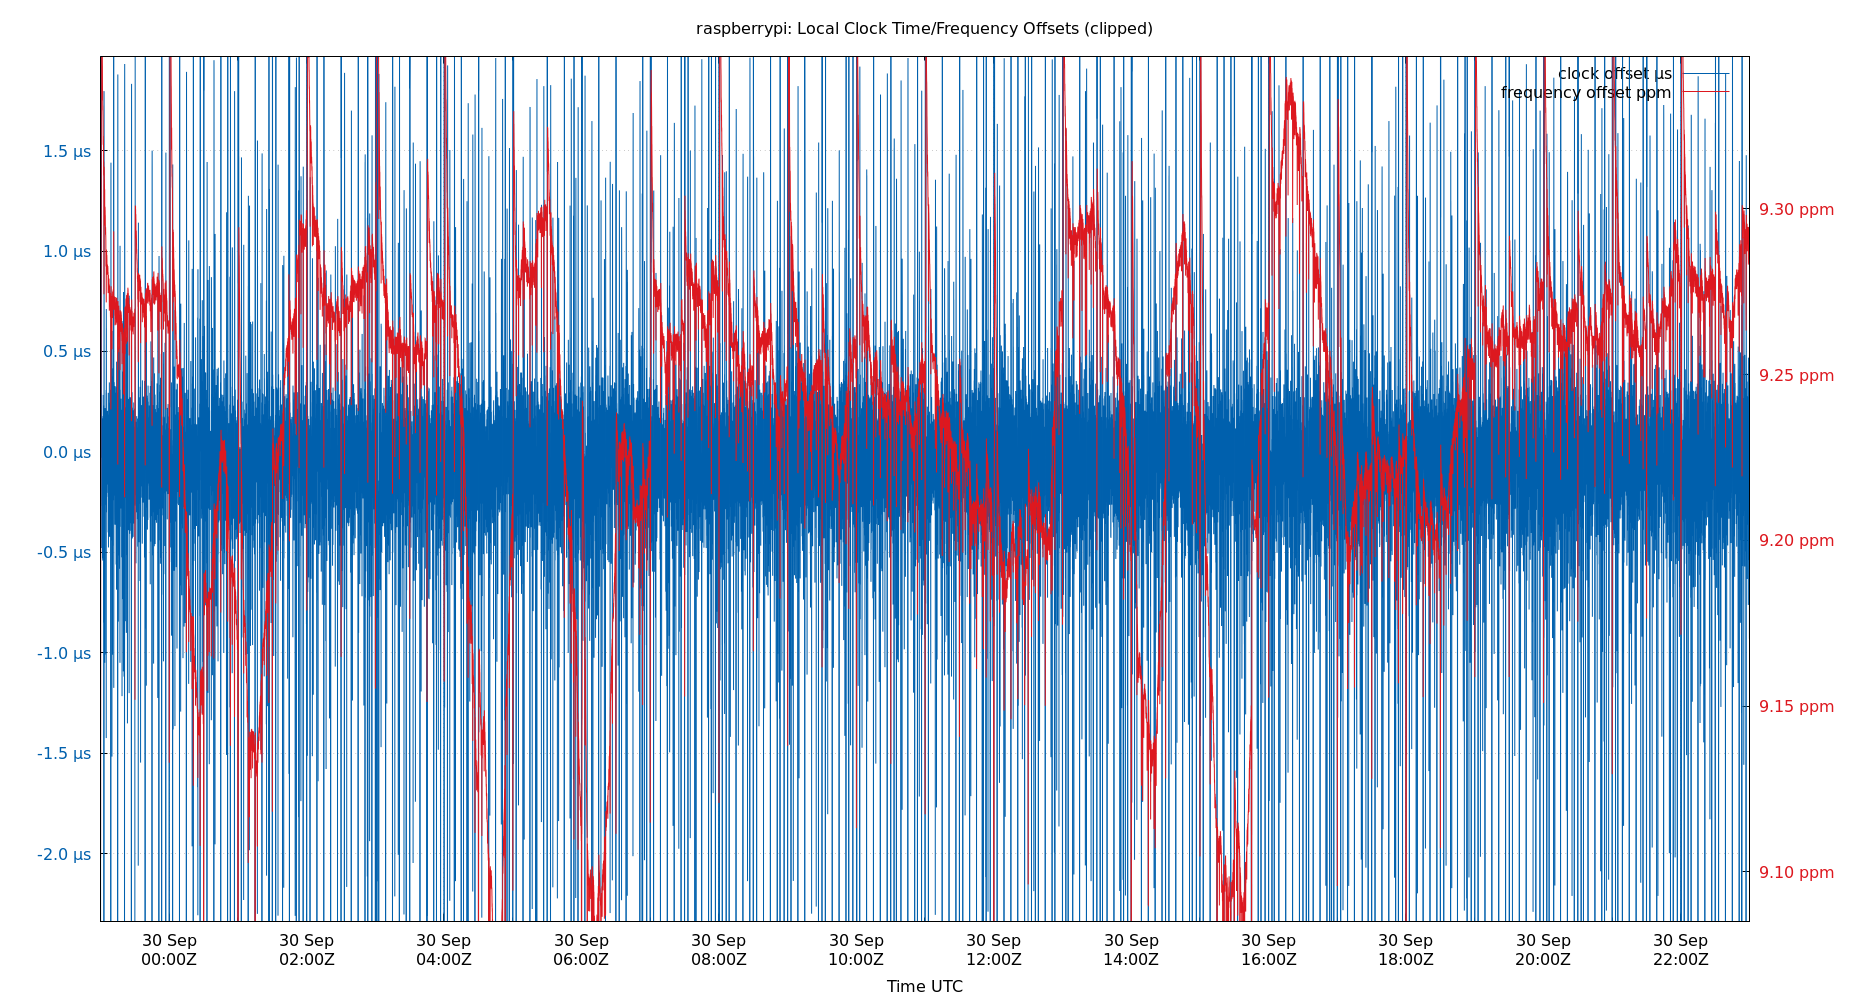 raspberrypi: Local Clock Time/Frequency Offsets (clipped)
clock offset µs
frequency offset ppm
1.5 µs
1.0 µs
0.5 µs
0.0 µs
-0.5 µs
-1.0 µs
-1.5 µs
-2.0 µs
9.30 ppm
9.25 ppm
9.20 ppm
9.15 ppm
9.10 ppm
30 Sep 30 Sep 30 Sep 30 Sep 30 Sep 30 Sep 30 Sep 30 Sep 30 Sep 30 Sep 30 Sep 30 Sep
00:00Z 02:00Z 04:00Z 06:00Z 08:00Z 10:00Z 12:00Z 14:00Z 16:00Z 18:00Z 20:00Z 22:00Z
Time UTC